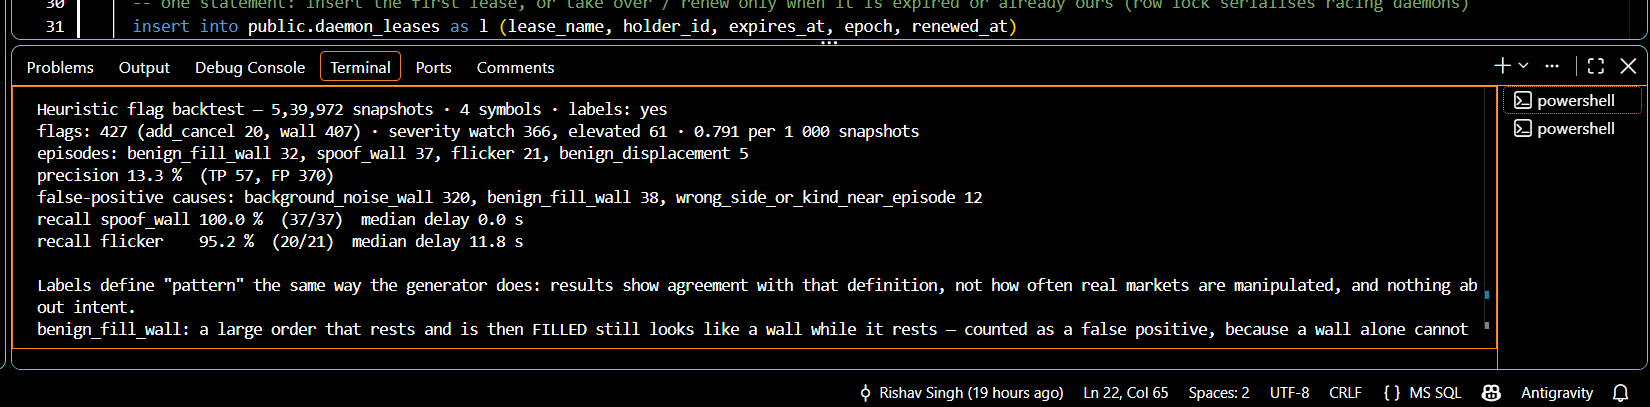 30 -- one statement: insert the first lease, or take over / renew only when it is expired or already ours (row lock serialises racing daemons)
31 insert into public.daemon_leases as l (lease_name, holder_id, expires_at, epoch, renewed_at)
Problems Output Debug Console Terminal Ports Comments
powershell
powershell
Heuristic flag backtest — 5,39,972 snapshots · 4 symbols · labels: yes
flags: 427 (add_cancel 20, wall 407) · severity watch 366, elevated 61 · 0.791 per 1 000 snapshots
episodes: benign_fill_wall 32, spoof_wall 37, flicker 21, benign_displacement 5
precision 13.3 % (TP 57, FP 370)
false-positive causes: background_noise_wall 320, benign_fill_wall 38, wrong_side_or_kind_near_episode 12
recall spoof_wall 100.0 % (37/37) median delay 0.0 s
recall flicker 95.2 % (20/21) median delay 11.8 s
Labels define "pattern" the same way the generator does: results show agreement with that definition, not how often real markets are manipulated, and nothing ab
out intent.
benign_fill_wall: a large order that rests and is then FILLED still looks like a wall while it rests — counted as a false positive, because a wall alone cannot
Rishav Singh (19 hours ago) Ln 22, Col 65 Spaces: 2 UTF-8 CRLF { } MS SQL Antigravity